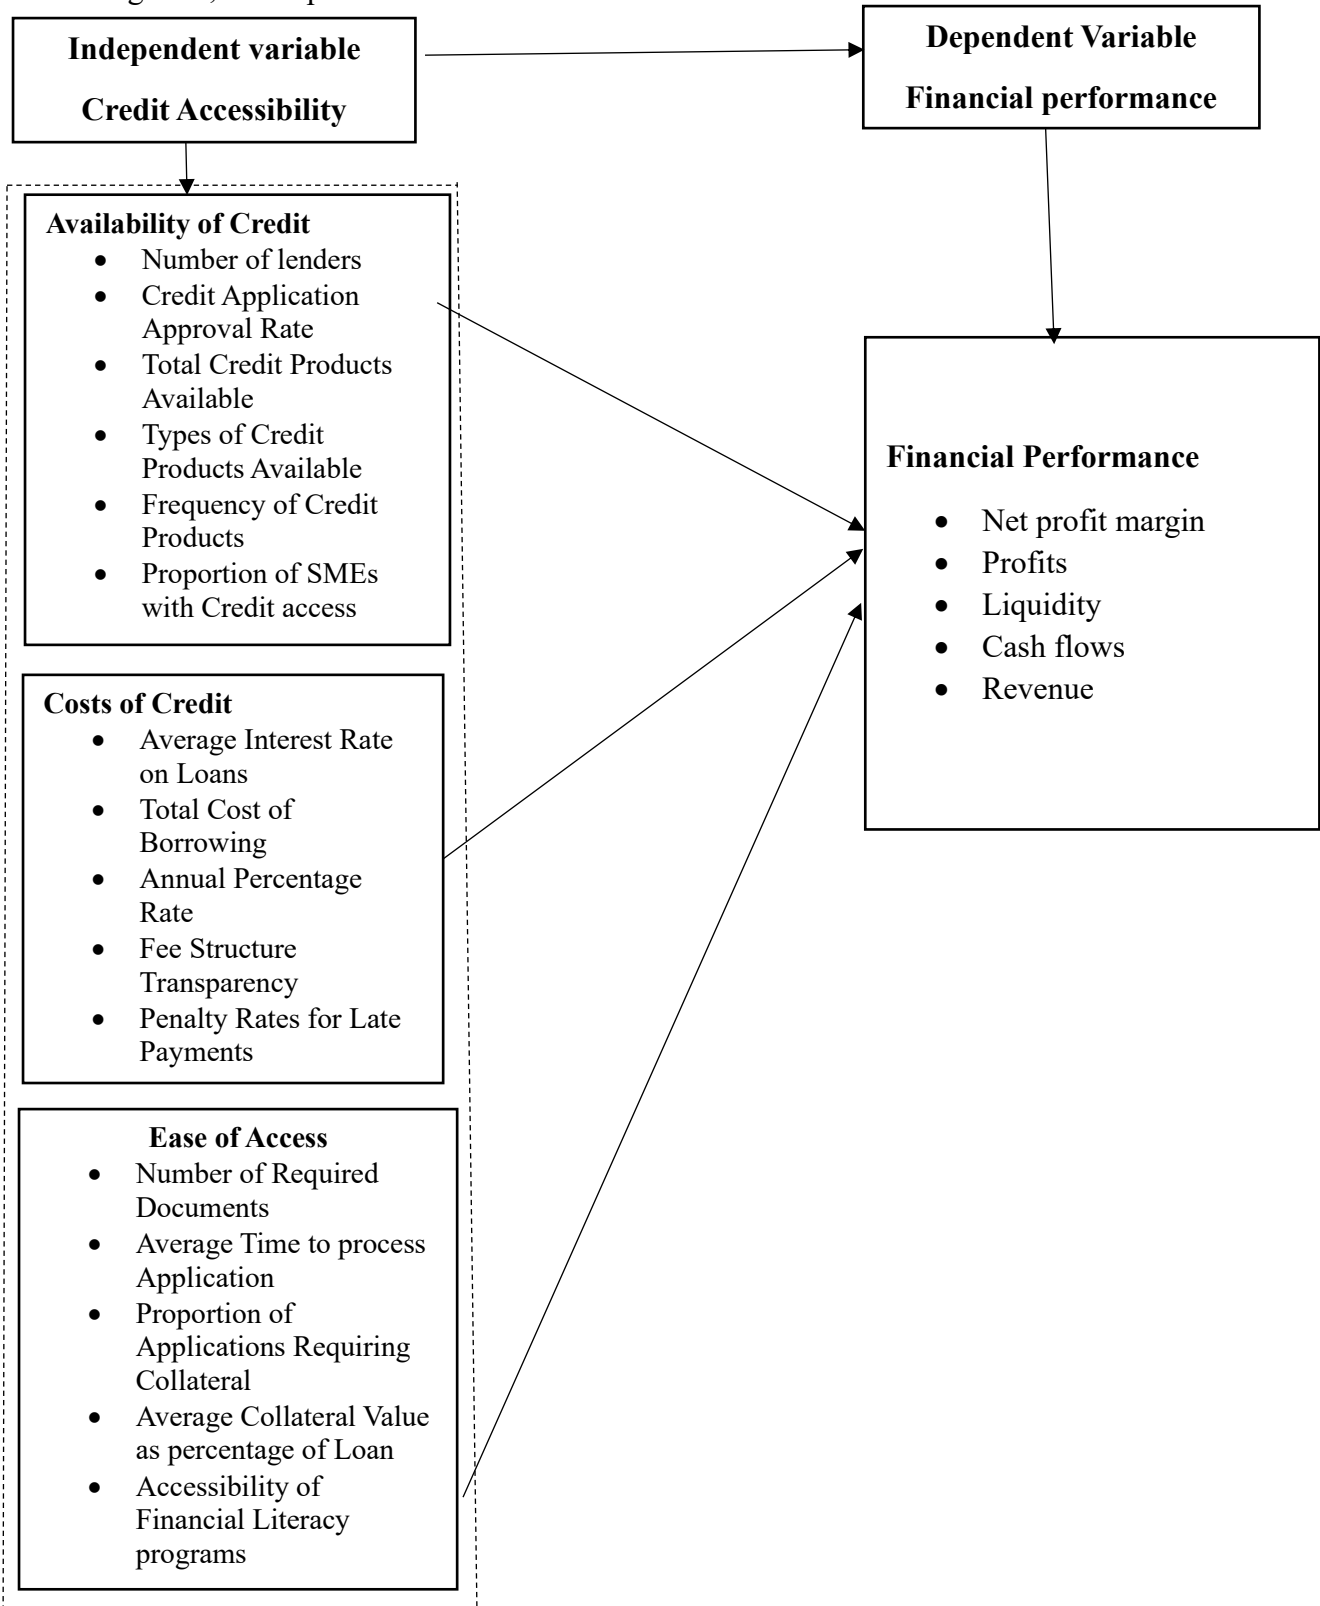 Independent variable
Credit Accessibility
Dependent Variable
Financial performance
Availability of Credit
• Number of lenders
• Credit Application
Approval Rate
• Total Credit Products
Available
• Types of Credit
Products Available
• Frequency of Credit
Products
• Proportion of SMEs
with Credit access
Costs of Credit
• Average Interest Rate
on Loans
• Total Cost of
Borrowing
• Annual Percentage
Rate
• Fee Structure
Transparency
• Penalty Rates for Late
Payments
Ease of Access
• Number of Required
Documents
• Average Time to process
Application
• Proportion of
Applications Requiring
Collateral
• Average Collateral Value
as percentage of Loan
• Accessibility of
Financial Literacy
programs
Financial Performance
• Net profit margin
• Profits
• Liquidity
• Cash flows
• Revenue